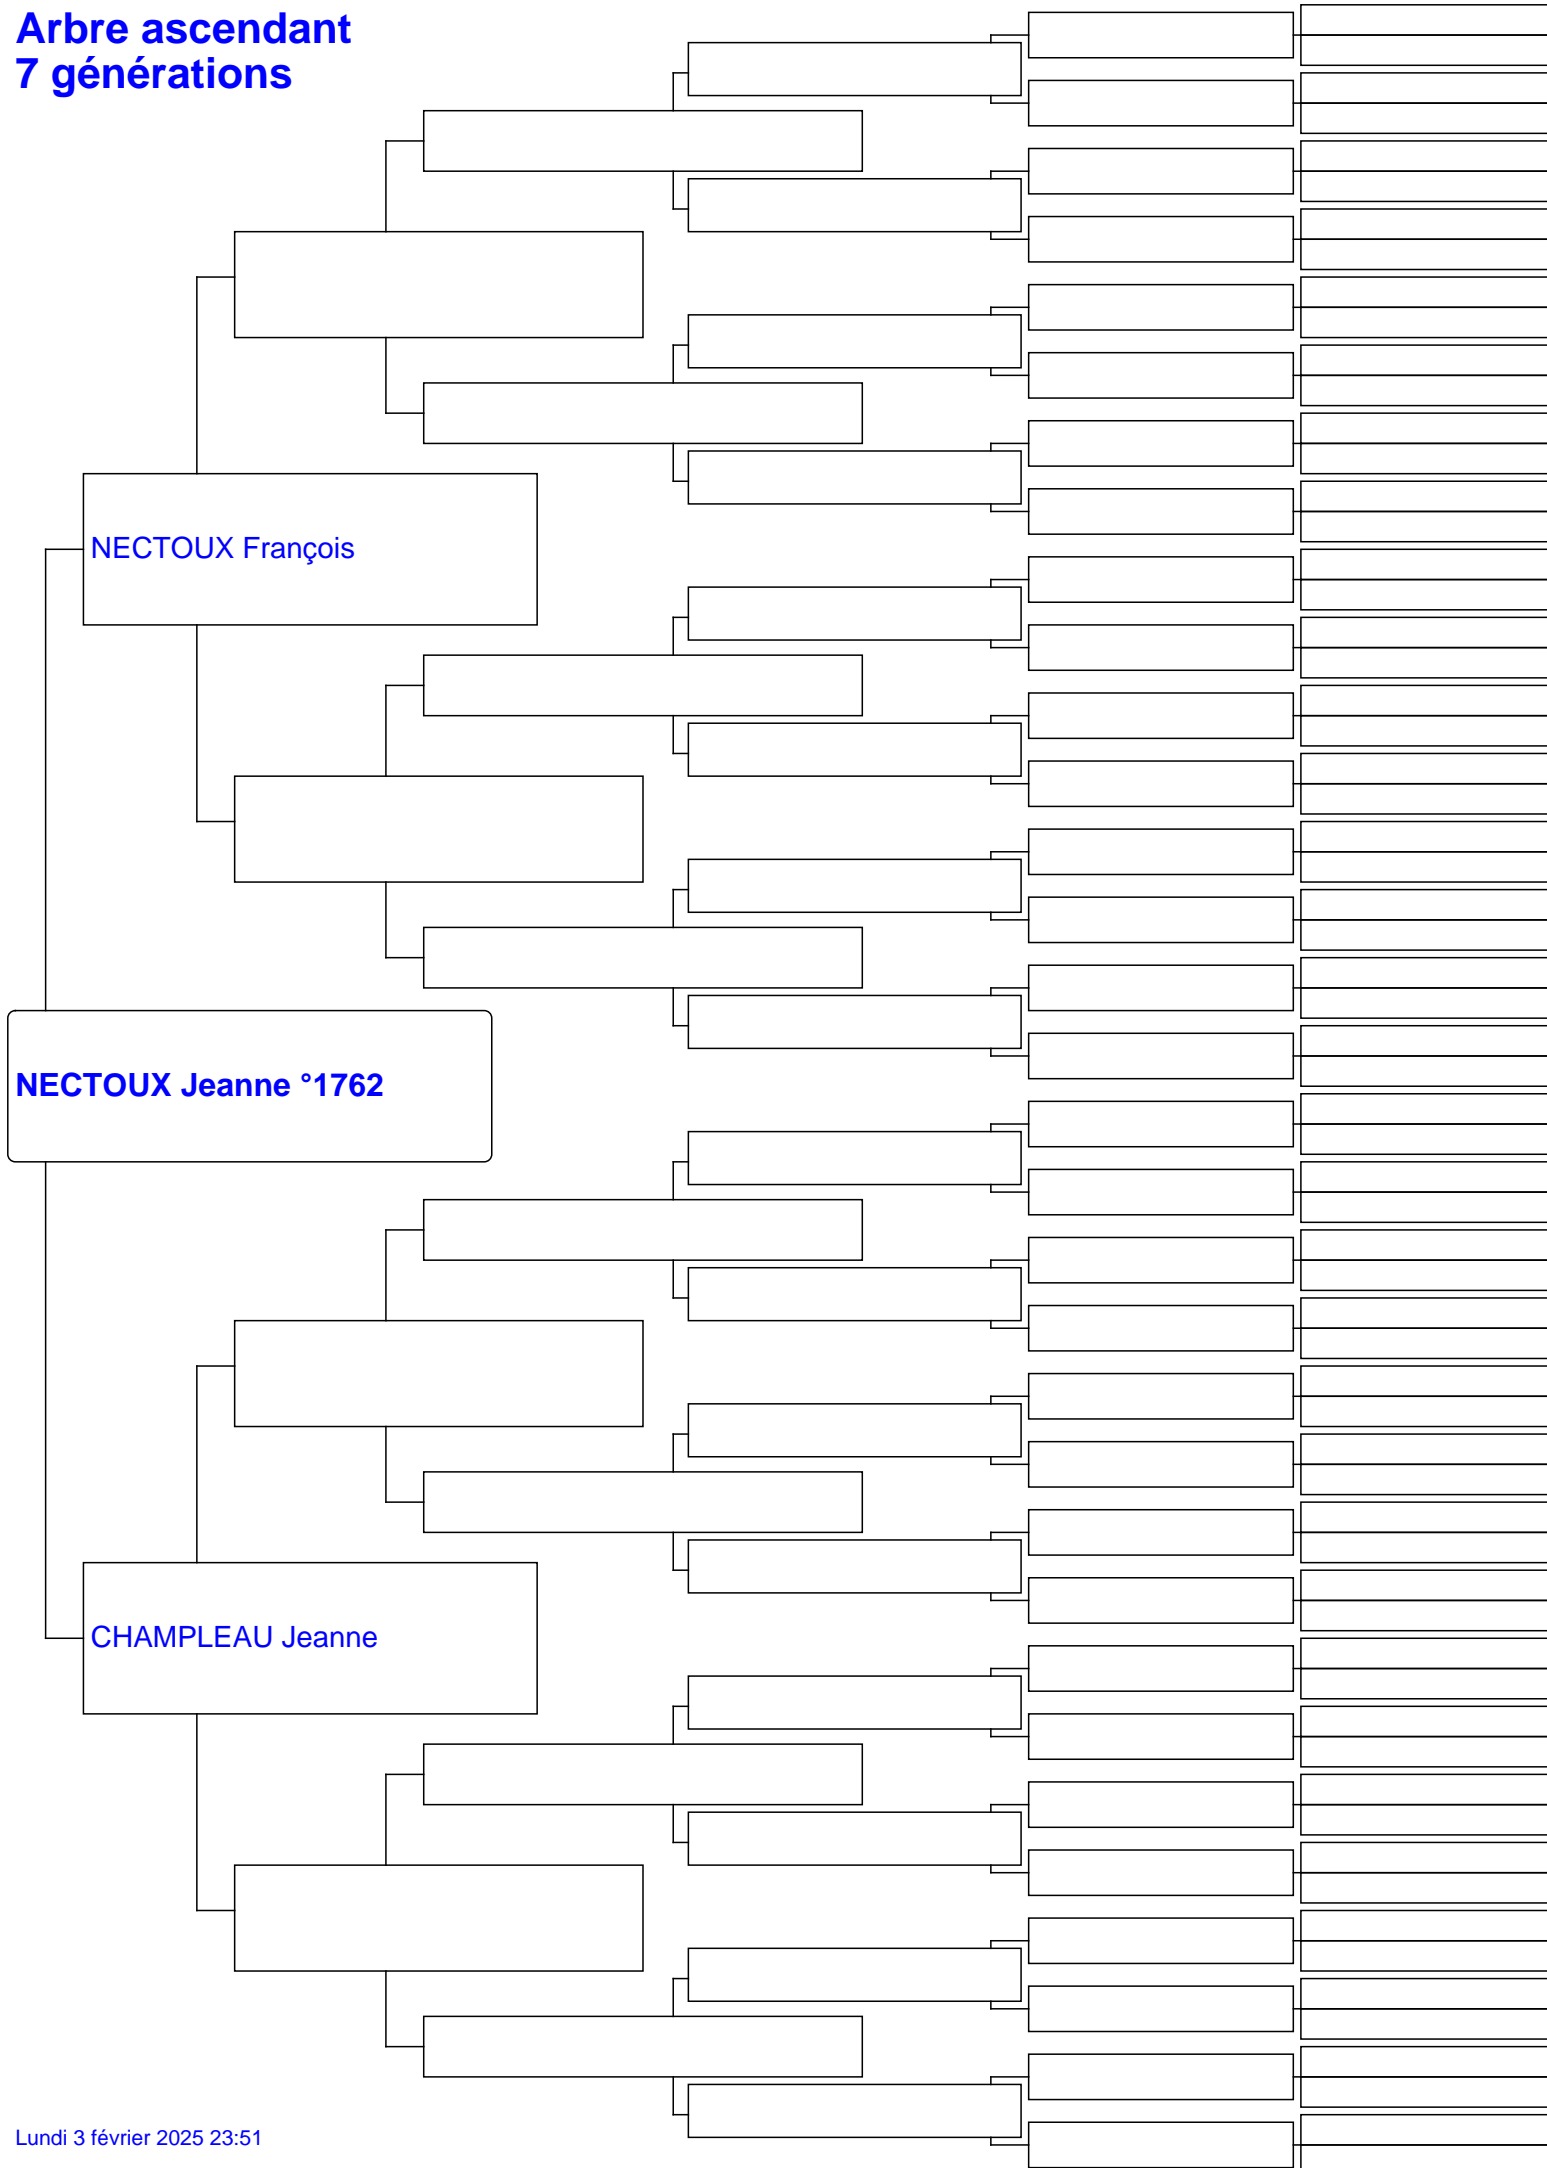 Arbre ascendant
7 générations
NECTOUX François
NECTOUX Jeanne °1762
CHAMPLEAU Jeanne
Lundi 3 février 2025 23:51